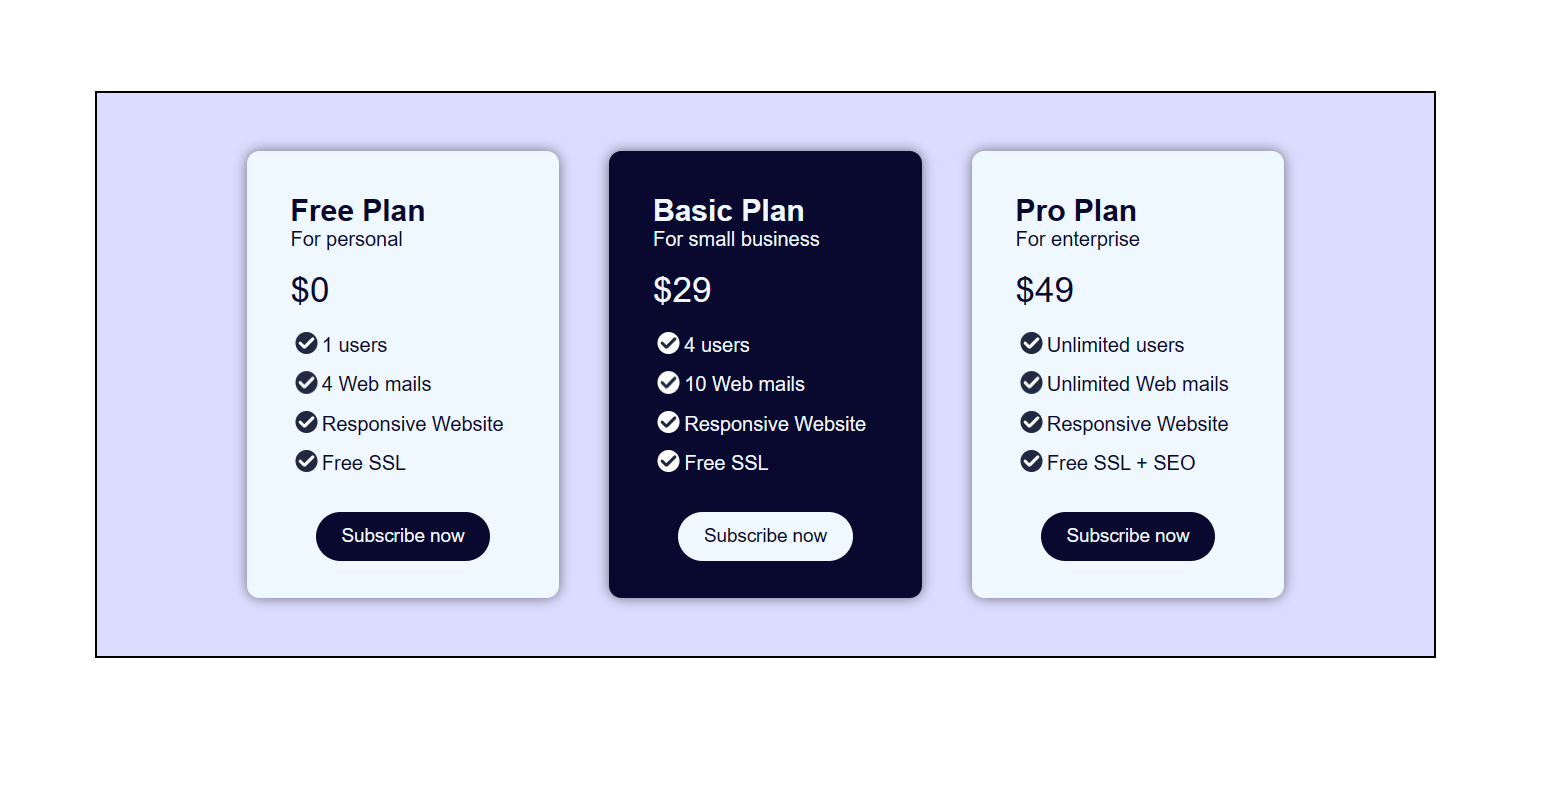 Free Plan
For personal
$0
1 users
4 Web mails
Responsive Website
Free SSL
Subscribe now
Basic Plan
For small business
$29
4 users
10 Web mails
Responsive Website
Free SSL
Subscribe now
Pro Plan
For enterprise
$49
Unlimited users
Unlimited Web mails
Responsive Website
Free SSL + SEO
Subscribe now